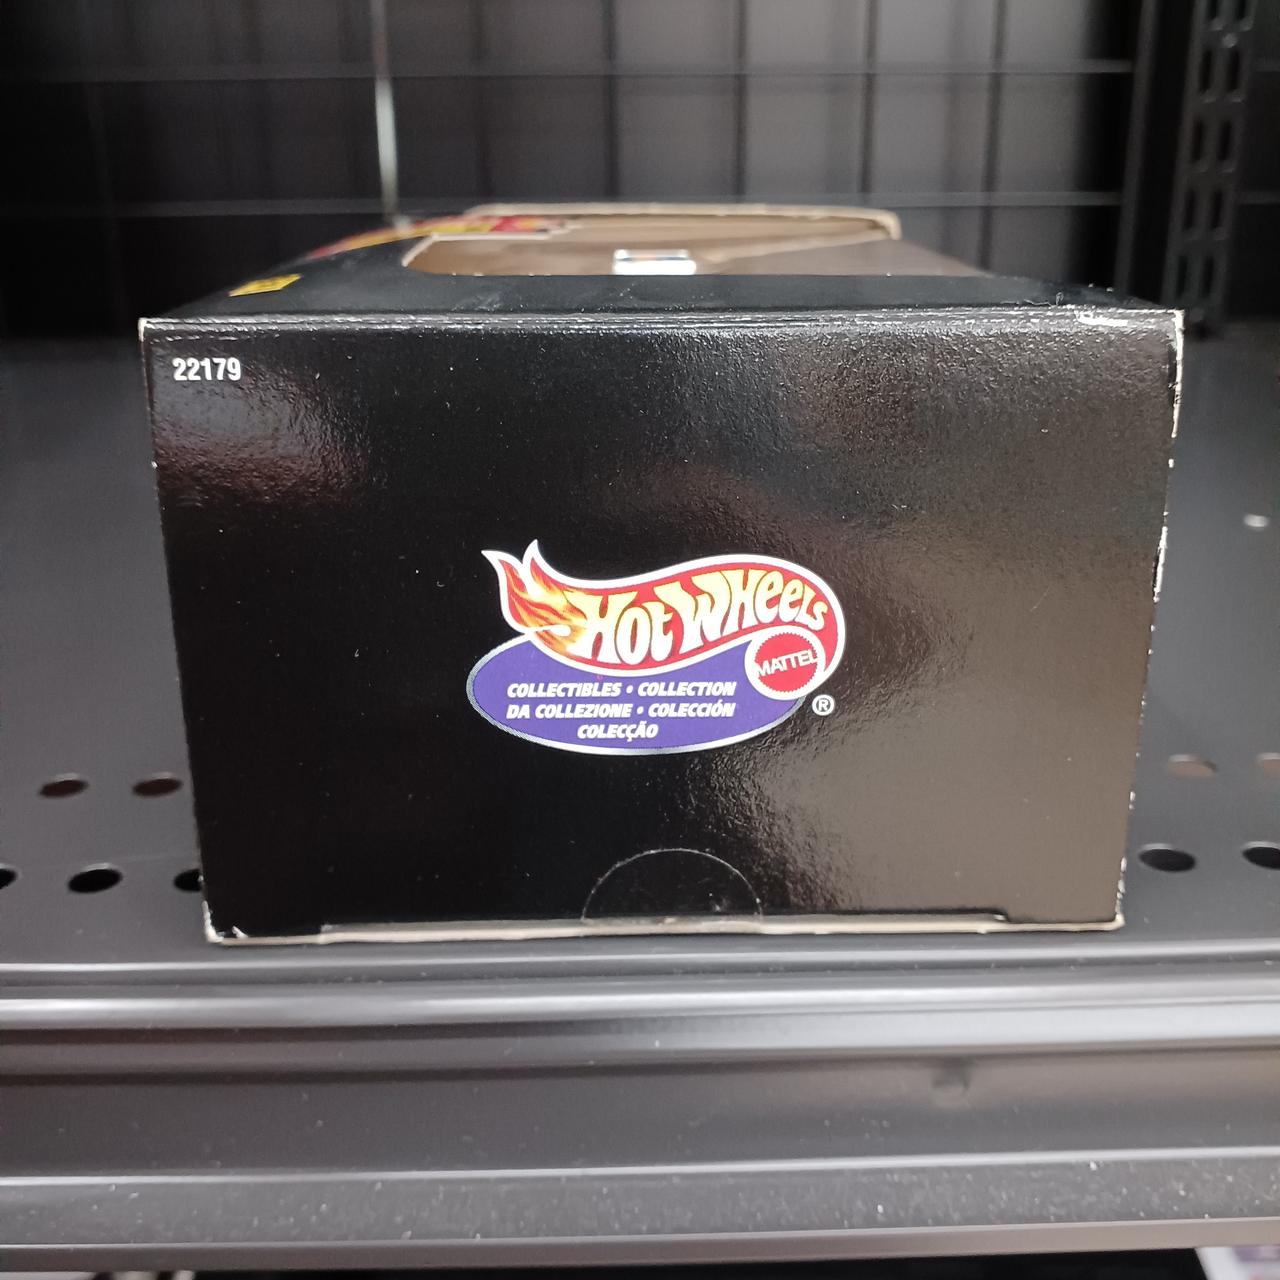 22179
HOT WHEELS
MATTEL
COLLECTIBLES • COLLECTION
DA COLLEZIONE • COLECCIÓN
COLECÇÃO
®